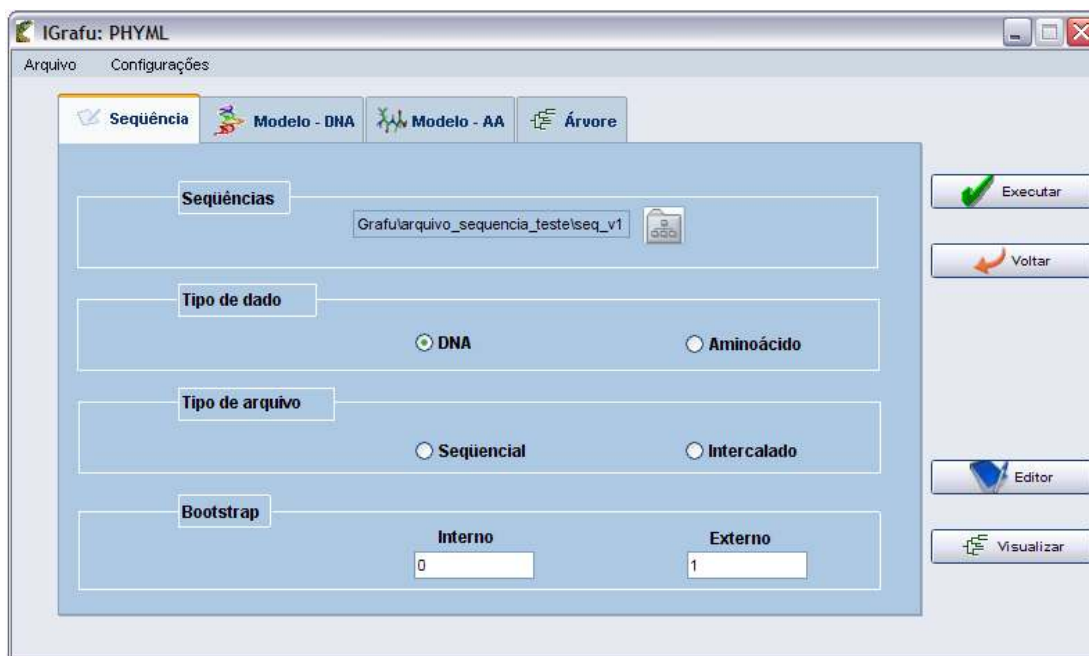 IGrafu: PHYML
Arquivo Configurações
Seqüência Modelo - DNA Modelo - AA Árvore
Seqüências
Grafu\arquivo_sequencia_teste\seq_v1
Executar
Voltar
Tipo de dado
DNA Aminoácido
Tipo de arquivo
Seqüencial Intercalado
Editor
Bootstrap
Interno Externo
0 1
Visualizar